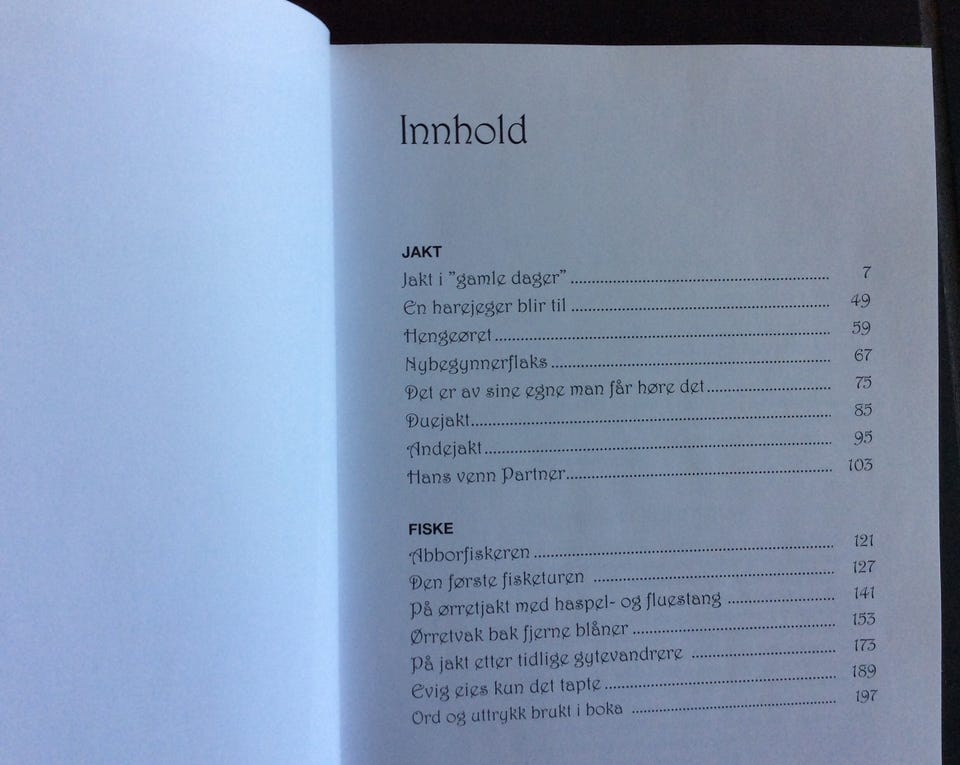 Innhold
JAKT
Jakt i ”gamle dager” ........ 7
En harejeger blir til ........ 49
Hengeøret ........ 59
Nybegynnerflaks ........ 67
Det er av sine egne man får høre det ........ 75
Duejakt ........ 85
Andejakt ........ 95
Hans venn Partner ........ 103
FISKE
Abborfiskeren ........ 121
Den første fisketuren ........ 127
På ørretjakt med haspel- og fluestang ........ 141
Ørretvak bak fjerne blåner ........ 153
På jakt etter tidlige gytevandrere ........ 173
Evig eies kun det tapte ........ 189
Ord og uttrykk brukt i boka ........ 197